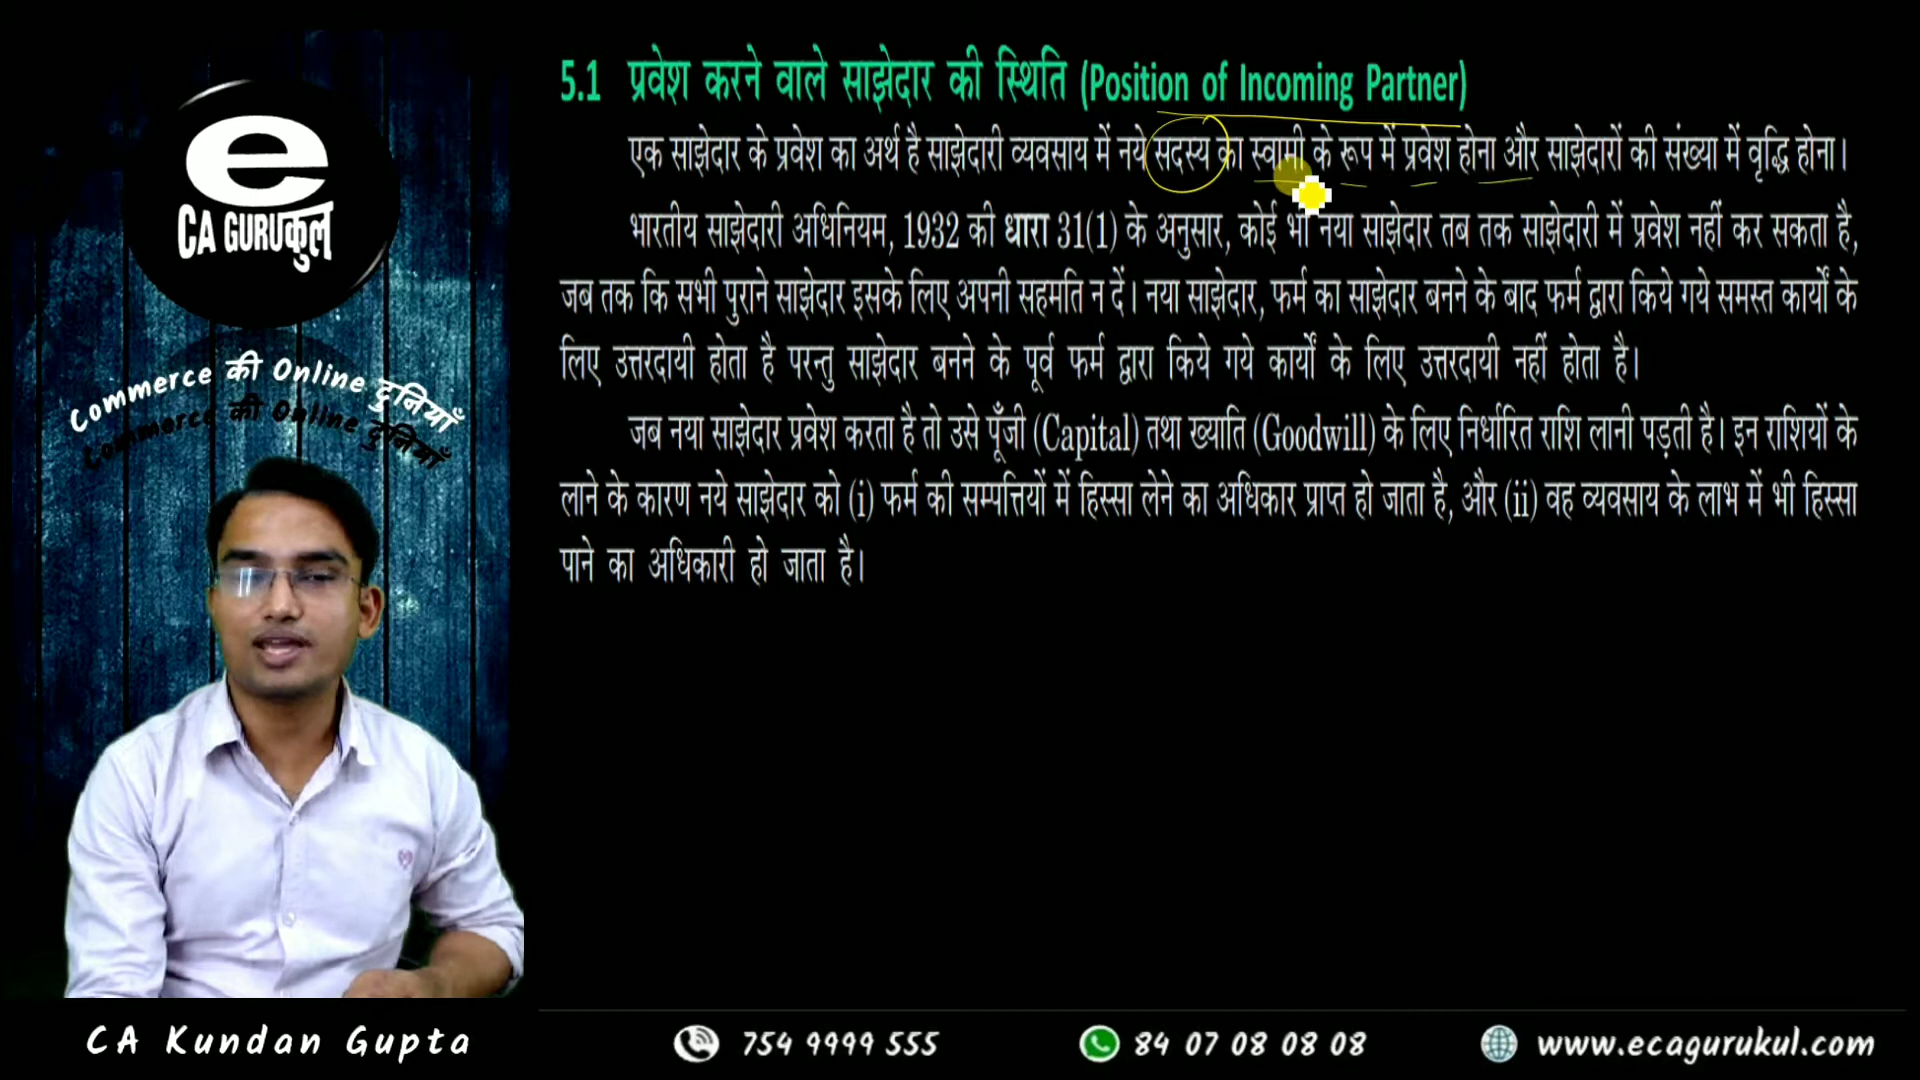 e
CA GURUकुल
Commerce की Online दुनियाँ
Commerce की Online दुनियाँ
5.1 प्रवेश करने वाले साझेदार की स्थिति (Position of Incoming Partner)
एक साझेदार के प्रवेश का अर्थ है साझेदारी व्यवसाय में नये सदस्य का स्वामी के रूप में प्रवेश होना और साझेदारों की संख्या में वृद्धि होना।
भारतीय साझेदारी अधिनियम, 1932 की धारा 31(1) के अनुसार, कोई भी नया साझेदार तब तक साझेदारी में प्रवेश नहीं कर सकता है,
जब तक कि सभी पुराने साझेदार इसके लिए अपनी सहमति न दें। नया साझेदार, फर्म का साझेदार बनने के बाद फर्म द्वारा किये गये समस्त कार्यों के
लिए उत्तरदायी होता है परन्तु साझेदार बनने के पूर्व फर्म द्वारा किये गये कार्यों के लिए उत्तरदायी नहीं होता है।
जब नया साझेदार प्रवेश करता है तो उसे पूँजी (Capital) तथा ख्याति (Goodwill) के लिए निर्धारित राशि लानी पड़ती है। इन राशियों के
लाने के कारण नये साझेदार को (i) फर्म की सम्पत्तियों में हिस्सा लेने का अधिकार प्राप्त हो जाता है, और (ii) वह व्यवसाय के लाभ में भी हिस्सा
पाने का अधिकारी हो जाता है।
CA Kundan Gupta
754 9999 555
84 07 08 08 08
www.ecagurukul.com